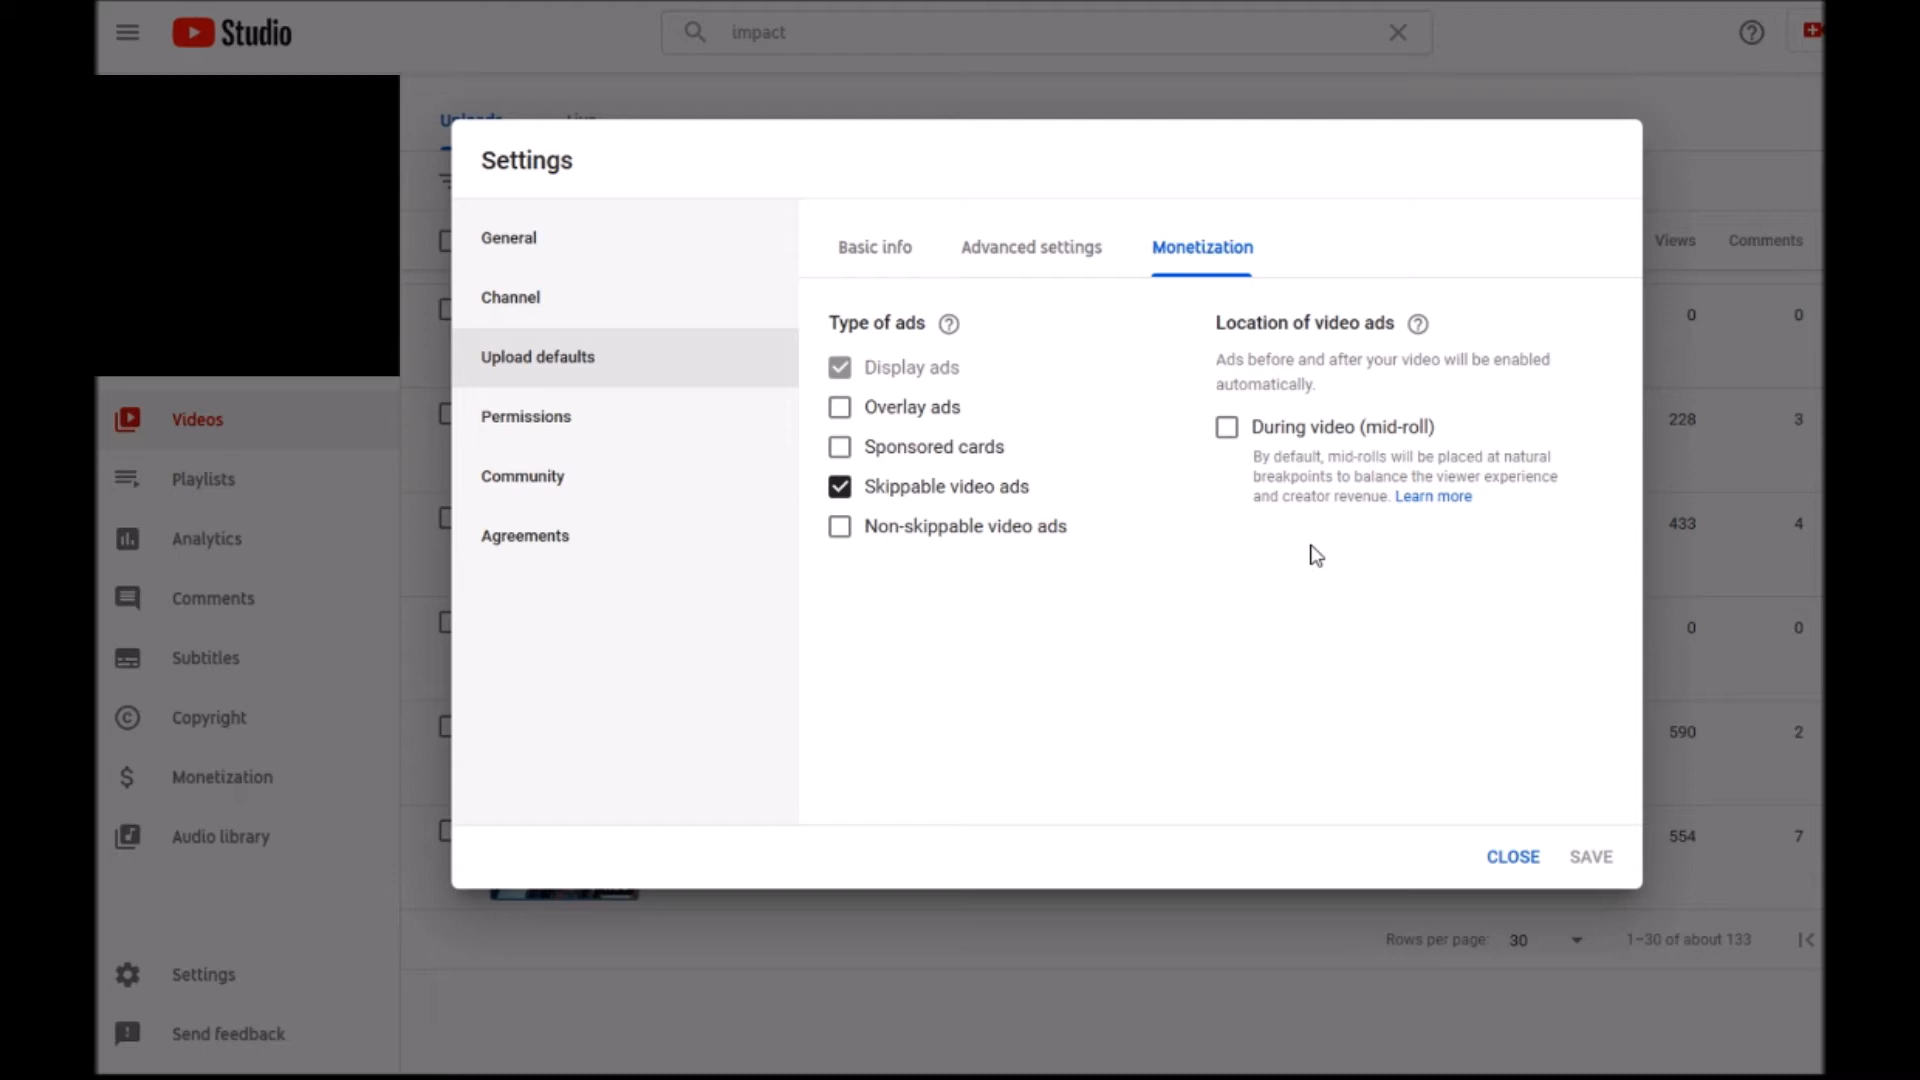 Studio
impact
Uploads
Live
Settings
General
Channel
Upload defaults
Permissions
Community
Agreements
Basic info
Advanced settings
Monetization
Type of ads
Display ads
Overlay ads
Sponsored cards
Skippable video ads
Non-skippable video ads
Location of video ads
Ads before and after your video will be enabled
automatically.
During video (mid-roll)
By default, mid-rolls will be placed at natural
breakpoints to balance the viewer experience
and creator revenue. Learn more
CLOSE
SAVE
Views Comments
0 0
228 3
433 4
0 0
590 2
554 7
Rows per page: 30
1–30 of about 133
Videos
Playlists
Analytics
Comments
Subtitles
Copyright
Monetization
Audio library
Settings
Send feedback